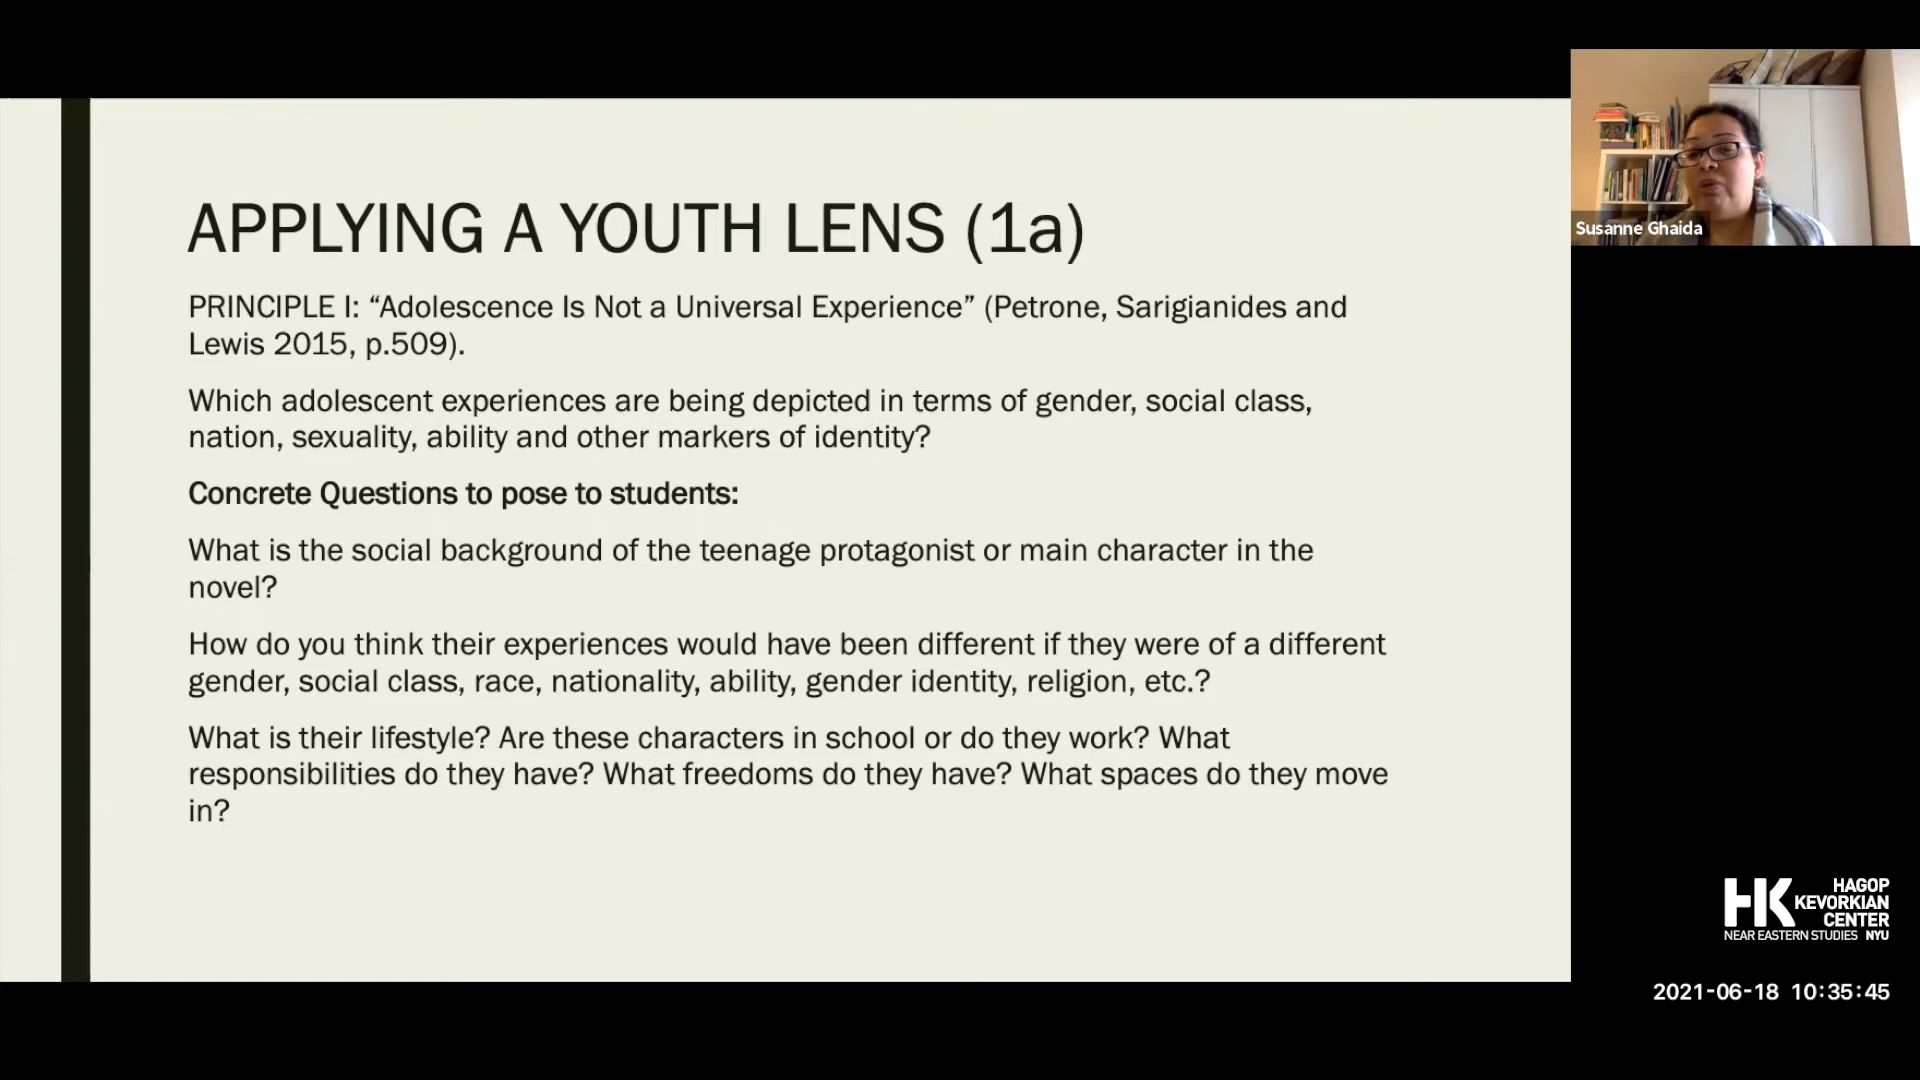 APPLYING A YOUTH LENS (1a)
PRINCIPLE I: “Adolescence Is Not a Universal Experience” (Petrone, Sarigianides and
Lewis 2015, p.509).
Which adolescent experiences are being depicted in terms of gender, social class,
nation, sexuality, ability and other markers of identity?
Concrete Questions to pose to students:
What is the social background of the teenage protagonist or main character in the
novel?
How do you think their experiences would have been different if they were of a different
gender, social class, race, nationality, ability, gender identity, religion, etc.?
What is their lifestyle? Are these characters in school or do they work? What
responsibilities do they have? What freedoms do they have? What spaces do they move
in?
Susanne Ghaida
HK
HAGOP
KEVORKIAN
CENTER
NEAR EASTERN STUDIES NYU
2021-06-18 10:35:45